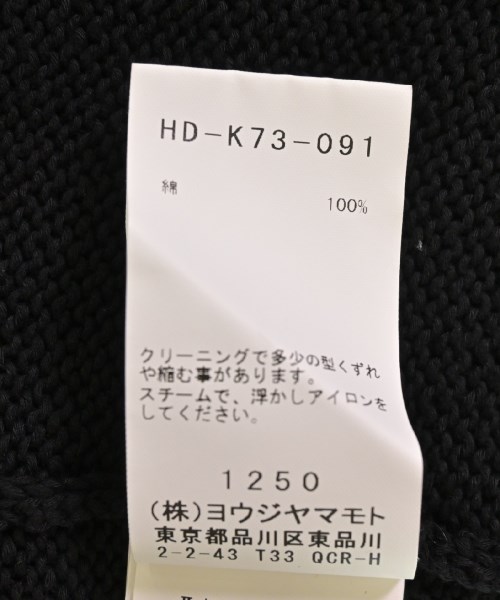 HD-K73-091
綿 100%
クリーニングで多少の型くずれ
や縮む事があります。
スチームで、浮かしアイロンを
してください。
1250
(株)ヨウジヤマモト
東京都品川区東品川
2-2-43 T33 QCR-H